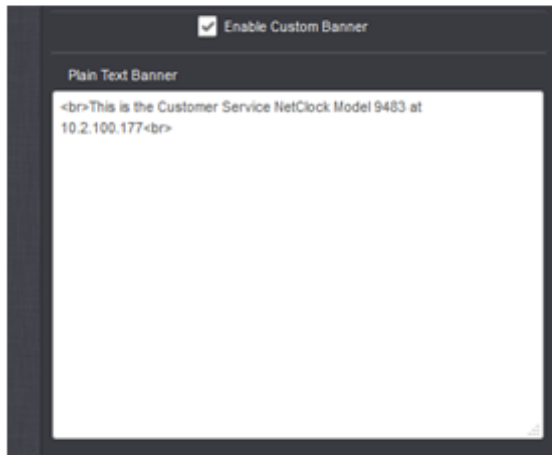 Enable Custom Banner
Plain Text Banner
<br>This is the Customer Service NetClock Model 9483 at
10.2.100.177<br>